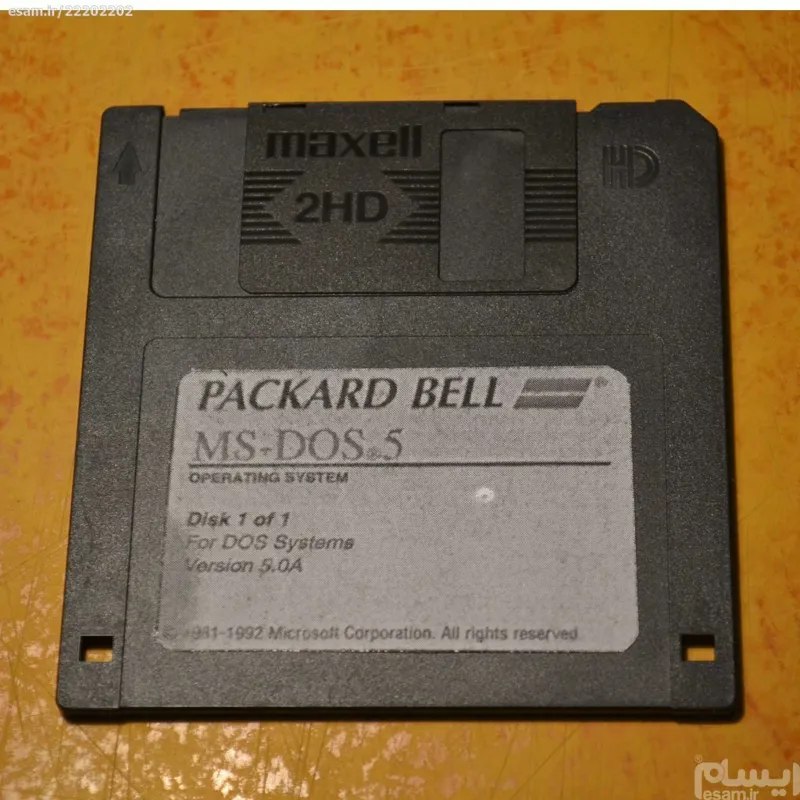 esam.ir/22202202
maxell
2HD
HD
PACKARD BELL ®
MS-DOS® 5
OPERATING SYSTEM
Disk 1 of 1
For DOS Systems
Version 5.0A
© 1981-1992 Microsoft Corporation. All rights reserved
ایسام
esam.ir